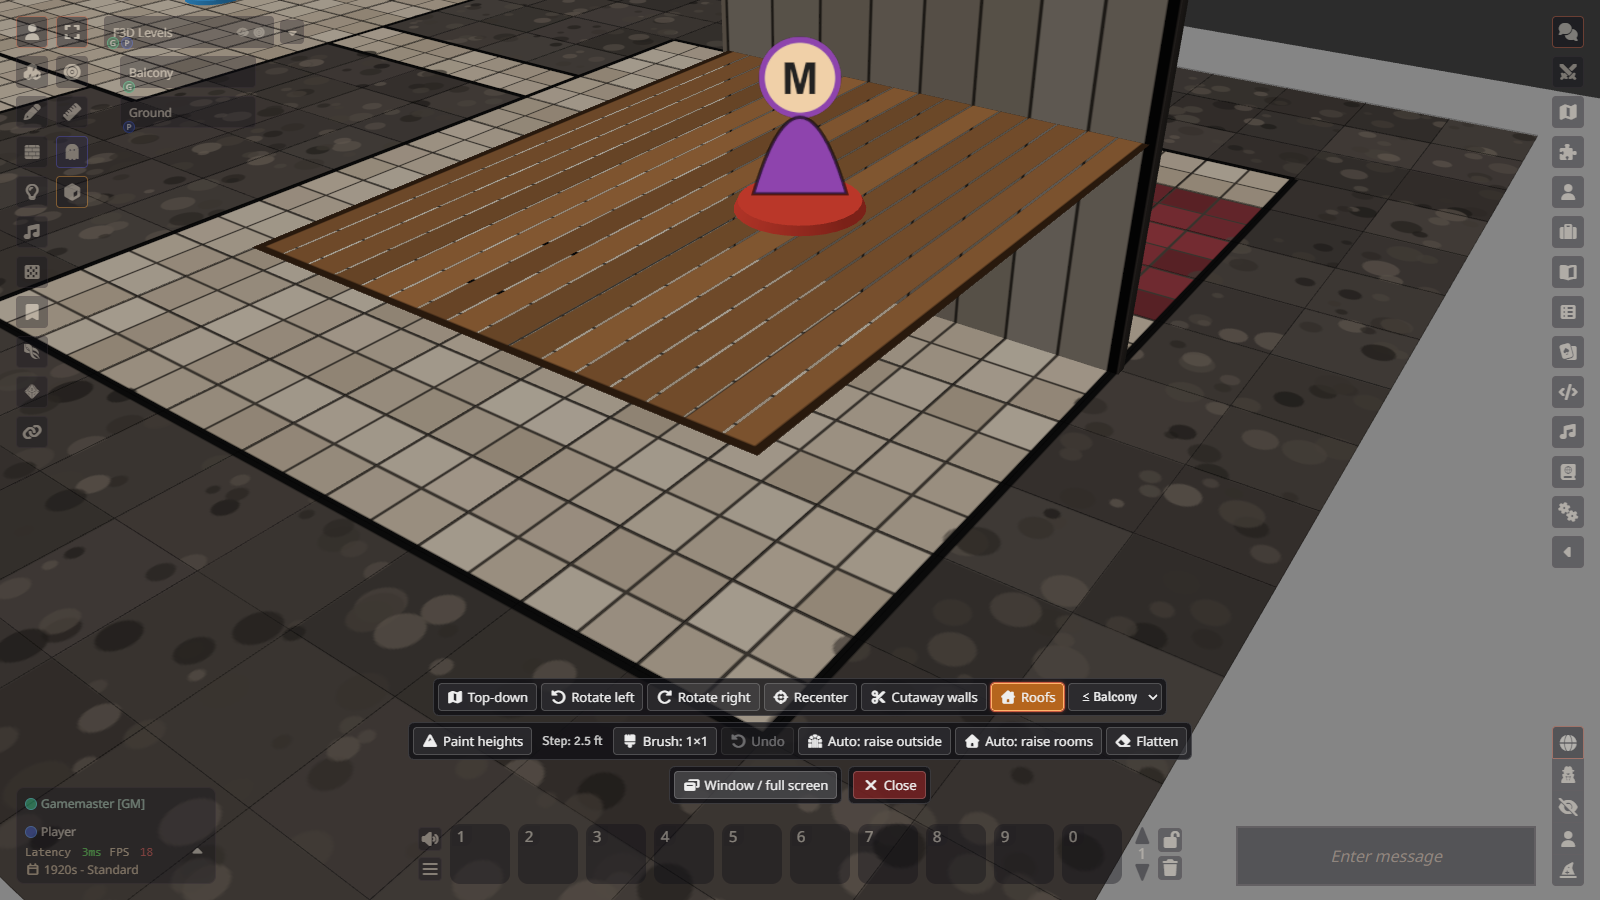 F3D Levels
G P
Balcony
G
Ground
P
M
Top-down Rotate left Rotate right Recenter Cutaway walls Roofs ≤ Balcony
Paint heights Step: 2.5 ft Brush: 1×1 Undo Auto: raise outside Auto: raise rooms Flatten
Window / full screen Close
Gamemaster [GM]
Player
Latency 3ms FPS 18
1920s - Standard
1 2 3 4 5 6 7 8 9 0
1
Enter message